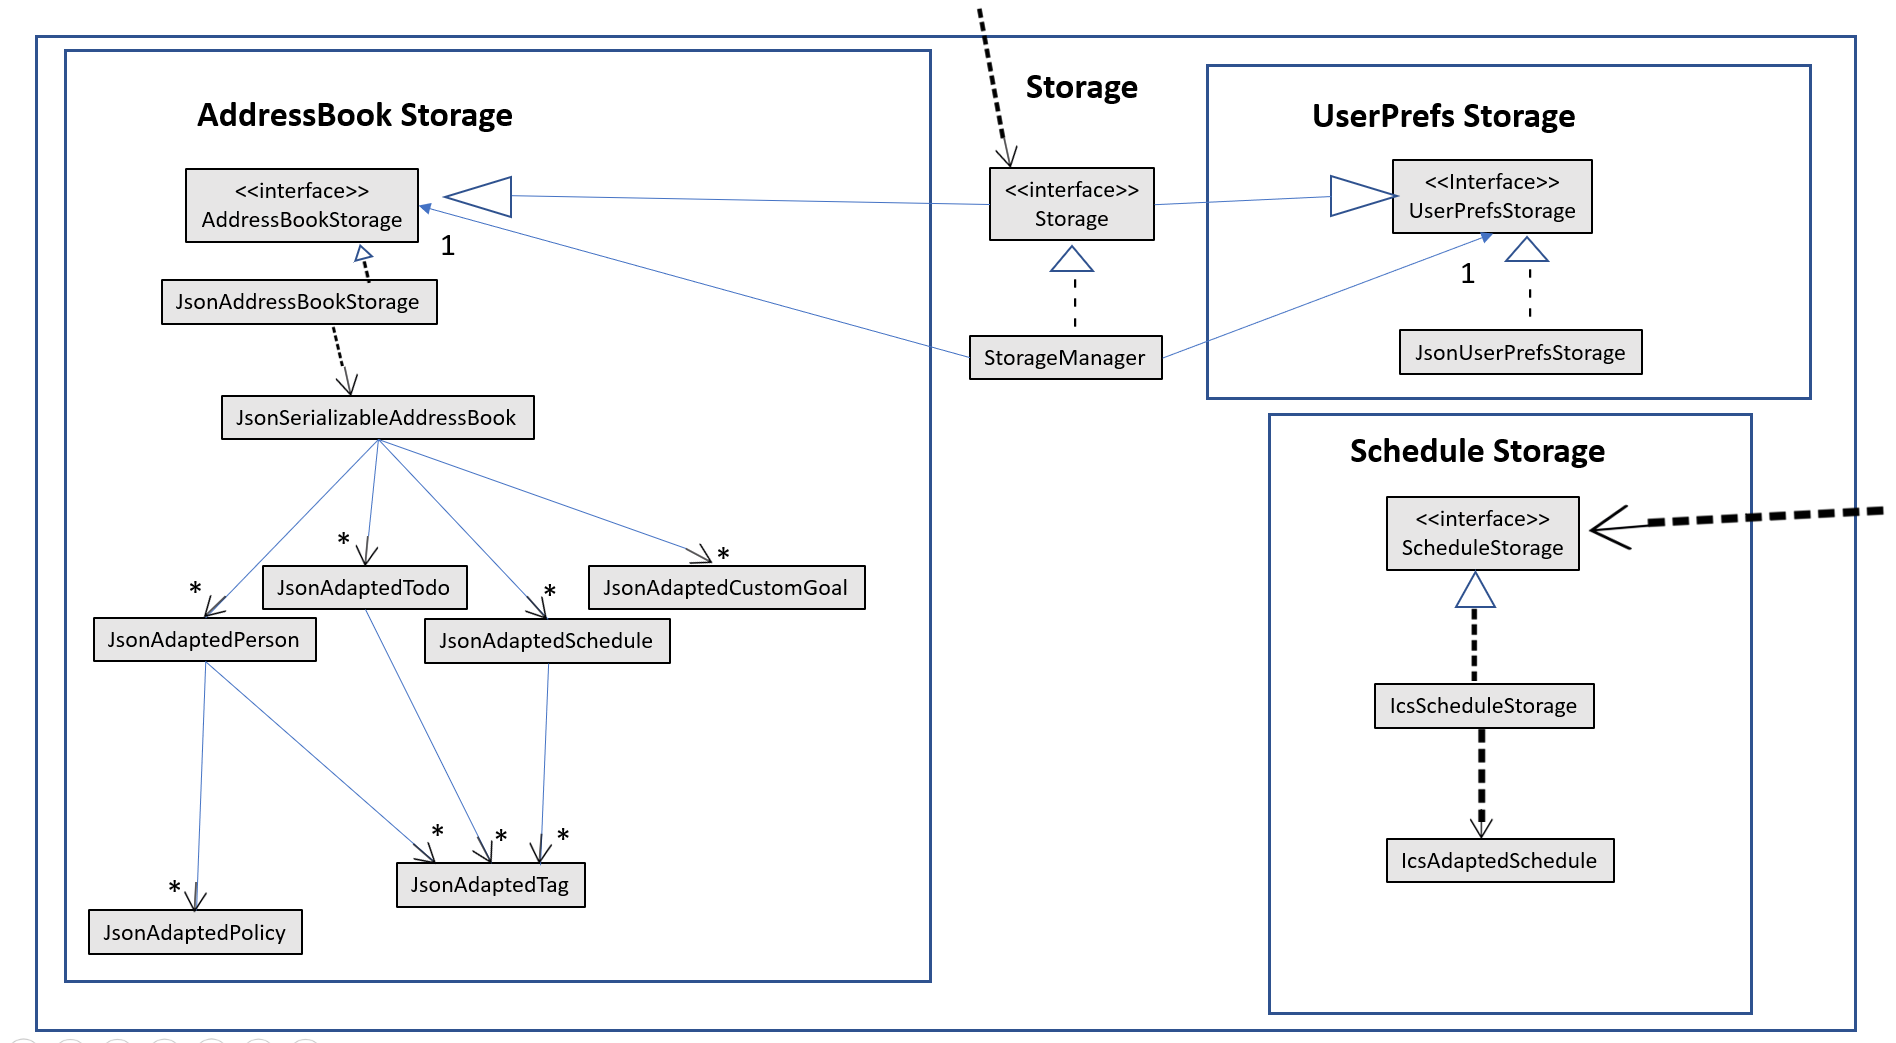 Storage
AddressBook Storage
<<interface>>
AddressBookStorage
1
JsonAddressBookStorage
JsonSerializableAddressBook
*
*
*
*
JsonAdaptedTodo
JsonAdaptedCustomGoal
JsonAdaptedPerson
JsonAdaptedSchedule
*
*
*
*
JsonAdaptedTag
JsonAdaptedPolicy
<<interface>>
Storage
StorageManager
UserPrefs Storage
<<Interface>>
UserPrefsStorage
1
JsonUserPrefsStorage
Schedule Storage
<<interface>>
ScheduleStorage
IcsScheduleStorage
IcsAdaptedSchedule